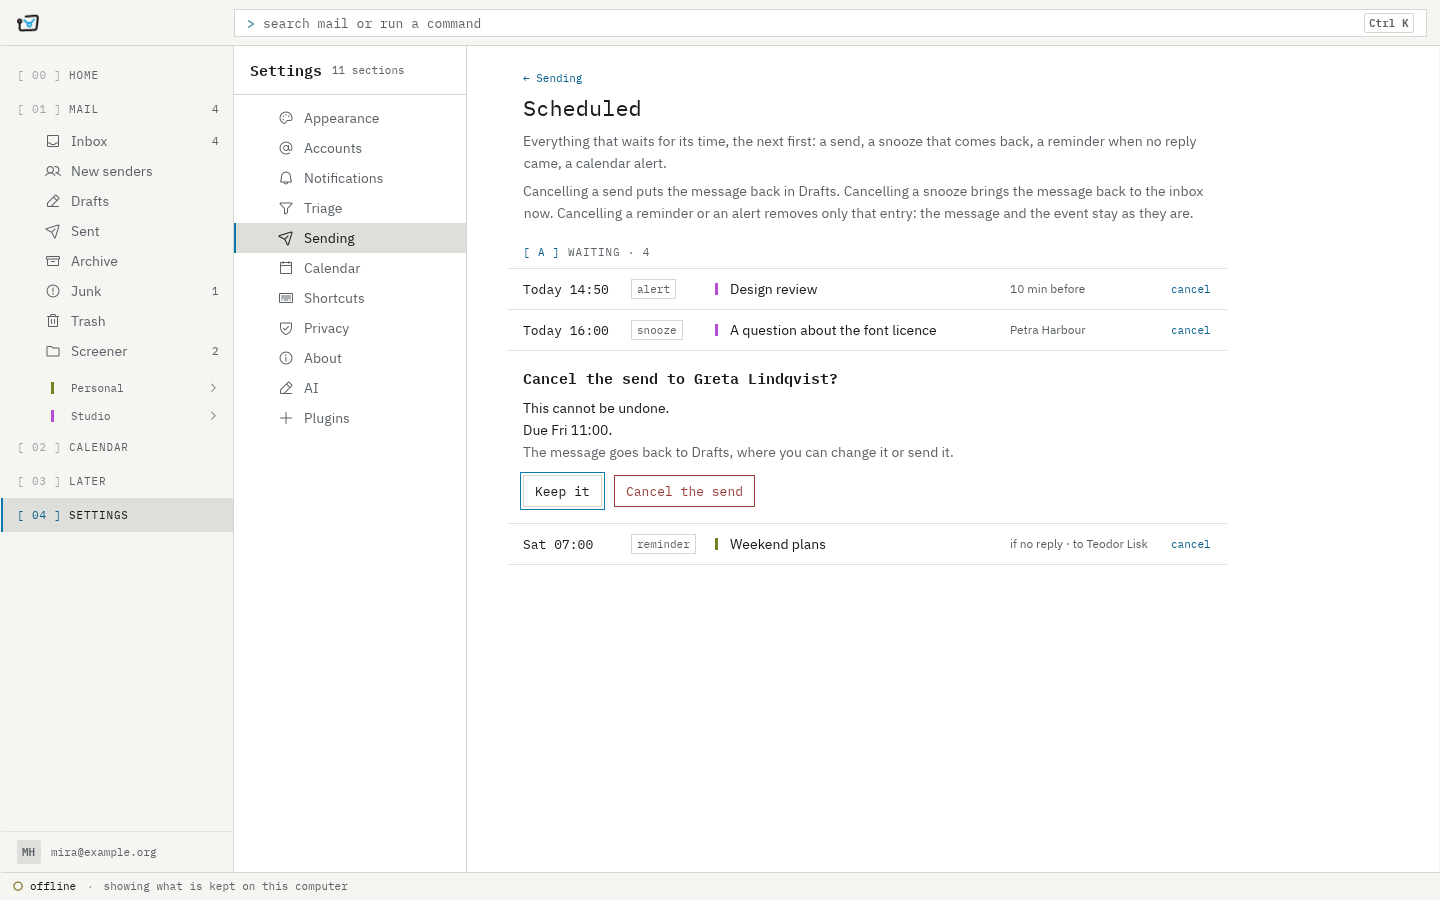 > search mail or run a command
Ctrl K
[ 00 ] HOME
[ 01 ] MAIL 4
Inbox 4
New senders
Drafts
Sent
Archive
Junk 1
Trash
Screener 2
Personal
Studio
[ 02 ] CALENDAR
[ 03 ] LATER
[ 04 ] SETTINGS
MH mira@example.org
Settings 11 sections
Appearance
Accounts
Notifications
Triage
Sending
Calendar
Shortcuts
Privacy
About
AI
Plugins
← Sending
Scheduled
Everything that waits for its time, the next first: a send, a snooze that comes back, a reminder when no reply
came, a calendar alert.
Cancelling a send puts the message back in Drafts. Cancelling a snooze brings the message back to the inbox
now. Cancelling a reminder or an alert removes only that entry: the message and the event stay as they are.
[ A ] WAITING · 4
Today 14:50 alert Design review 10 min before cancel
Today 16:00 snooze A question about the font licence Petra Harbour cancel
Cancel the send to Greta Lindqvist?
This cannot be undone.
Due Fri 11:00.
The message goes back to Drafts, where you can change it or send it.
Keep it Cancel the send
Sat 07:00 reminder Weekend plans if no reply · to Teodor Lisk cancel
offline · showing what is kept on this computer